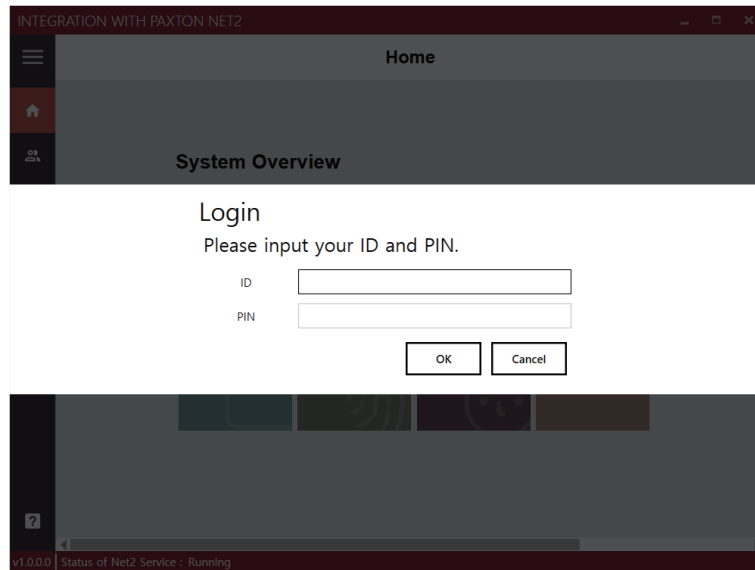 INTEGRATION WITH PAXTON NET2
Home
System Overview
Login
Please input your ID and PIN.
ID
PIN
OK Cancel
v1.0.0.0 Status of Net2 Service : Running